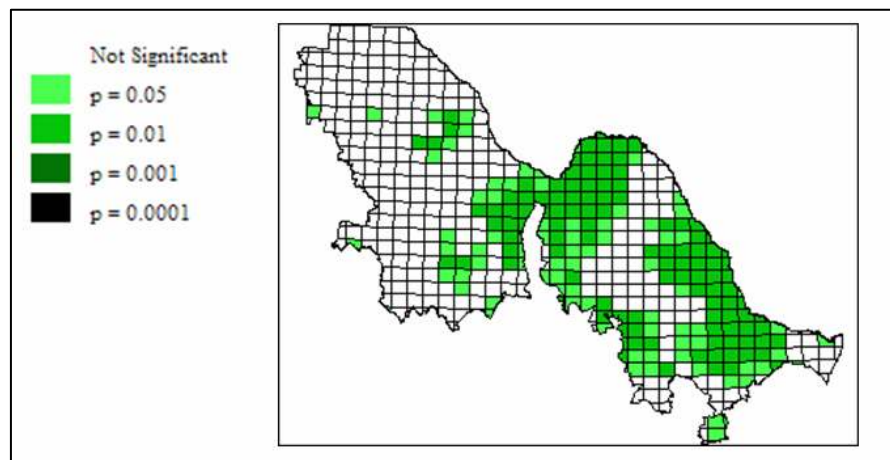 Not Significant
p = 0.05
p = 0.01
p = 0.001
p = 0.0001